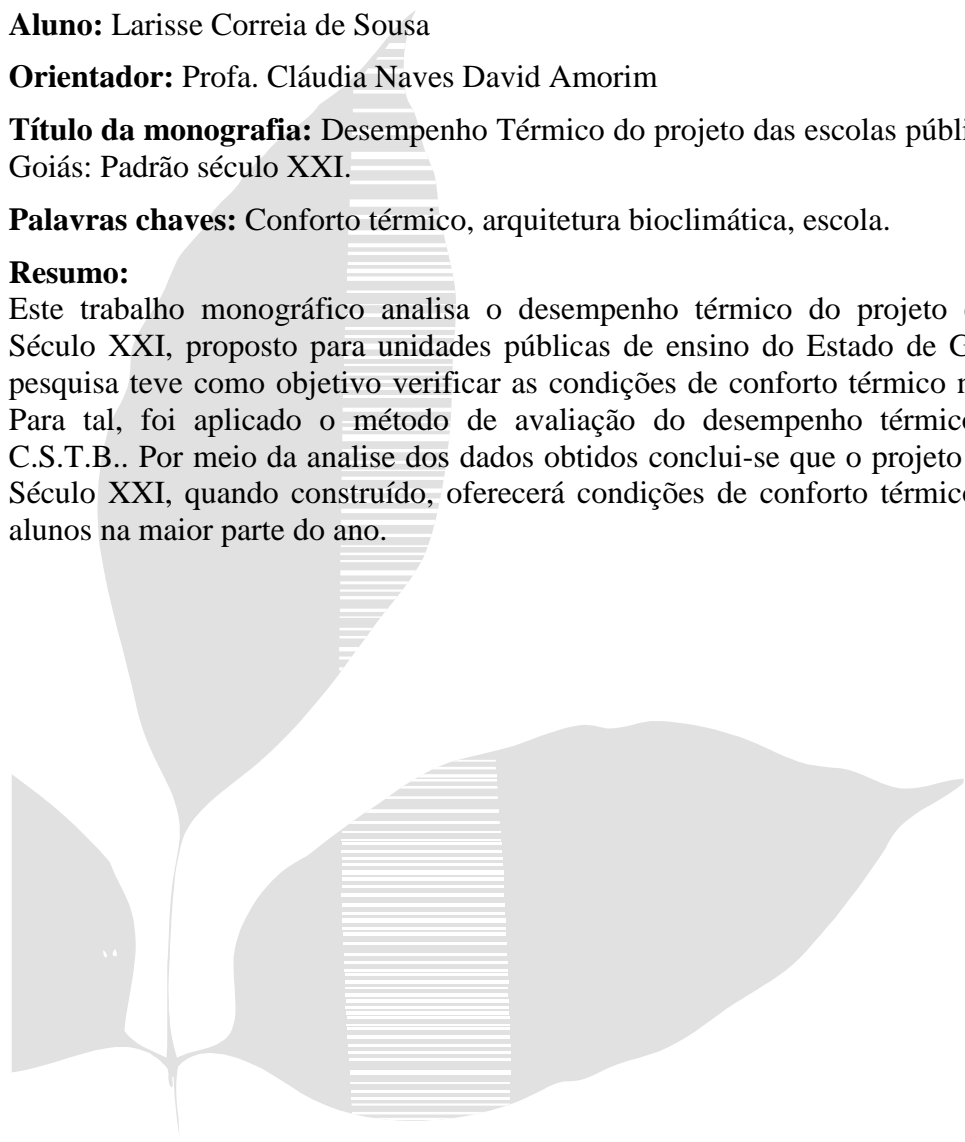 Aluno: Larisse Correia de Sousa
Orientador: Profa. Cláudia Naves David Amorim
Título da monografia: Desempenho Térmico do projeto das escolas públi
Goiás: Padrão século XXI.
Palavras chaves: Conforto térmico, arquitetura bioclimática, escola.
Resumo:
Este trabalho monográfico analisa o desempenho térmico do projeto
Século XXI, proposto para unidades públicas de ensino do Estado de G
pesquisa teve como objetivo verificar as condições de conforto térmico n
Para tal, foi aplicado o método de avaliação do desempenho térmico
C.S.T.B.. Por meio da analise dos dados obtidos conclui-se que o projeto
Século XXI, quando construído, oferecerá condições de conforto térmico
alunos na maior parte do ano.